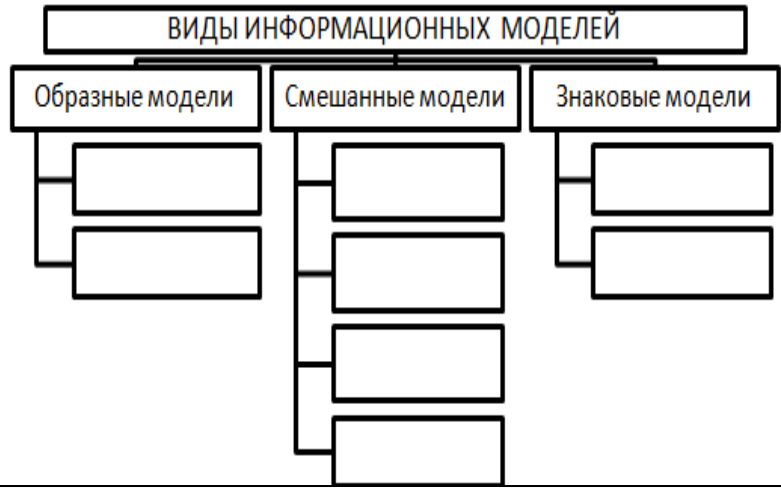 ВИДЫ ИНФОРМАЦИОННЫХ МОДЕЛЕЙ
Образные модели
Смешанные модели
Знаковые модели